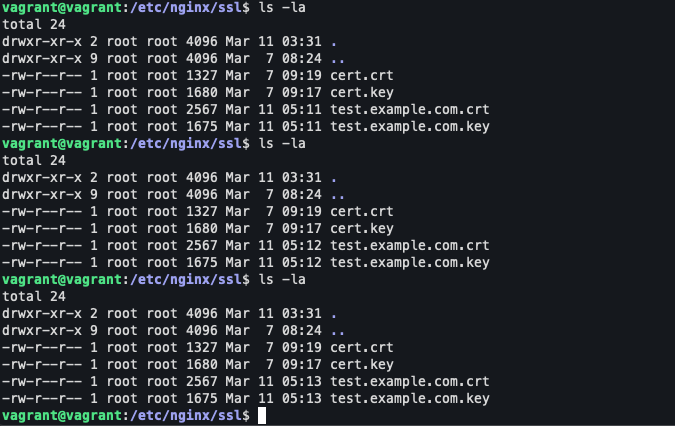 vagrant@vagrant:/etc/nginx/ssl$ ls -la
total 24
drwxr-xr-x 2 root root 4096 Mar 11 03:31 .
drwxr-xr-x 9 root root 4096 Mar  7 08:24 ..
-rw-r--r-- 1 root root 1327 Mar  7 09:19 cert.crt
-rw-r--r-- 1 root root 1680 Mar  7 09:17 cert.key
-rw-r--r-- 1 root root 2567 Mar 11 05:11 test.example.com.crt
-rw-r--r-- 1 root root 1675 Mar 11 05:11 test.example.com.key
vagrant@vagrant:/etc/nginx/ssl$ ls -la
total 24
drwxr-xr-x 2 root root 4096 Mar 11 03:31 .
drwxr-xr-x 9 root root 4096 Mar  7 08:24 ..
-rw-r--r-- 1 root root 1327 Mar  7 09:19 cert.crt
-rw-r--r-- 1 root root 1680 Mar  7 09:17 cert.key
-rw-r--r-- 1 root root 2567 Mar 11 05:12 test.example.com.crt
-rw-r--r-- 1 root root 1675 Mar 11 05:12 test.example.com.key
vagrant@vagrant:/etc/nginx/ssl$ ls -la
total 24
drwxr-xr-x 2 root root 4096 Mar 11 03:31 .
drwxr-xr-x 9 root root 4096 Mar  7 08:24 ..
-rw-r--r-- 1 root root 1327 Mar  7 09:19 cert.crt
-rw-r--r-- 1 root root 1680 Mar  7 09:17 cert.key
-rw-r--r-- 1 root root 2567 Mar 11 05:13 test.example.com.crt
-rw-r--r-- 1 root root 1675 Mar 11 05:13 test.example.com.key
vagrant@vagrant:/etc/nginx/ssl$